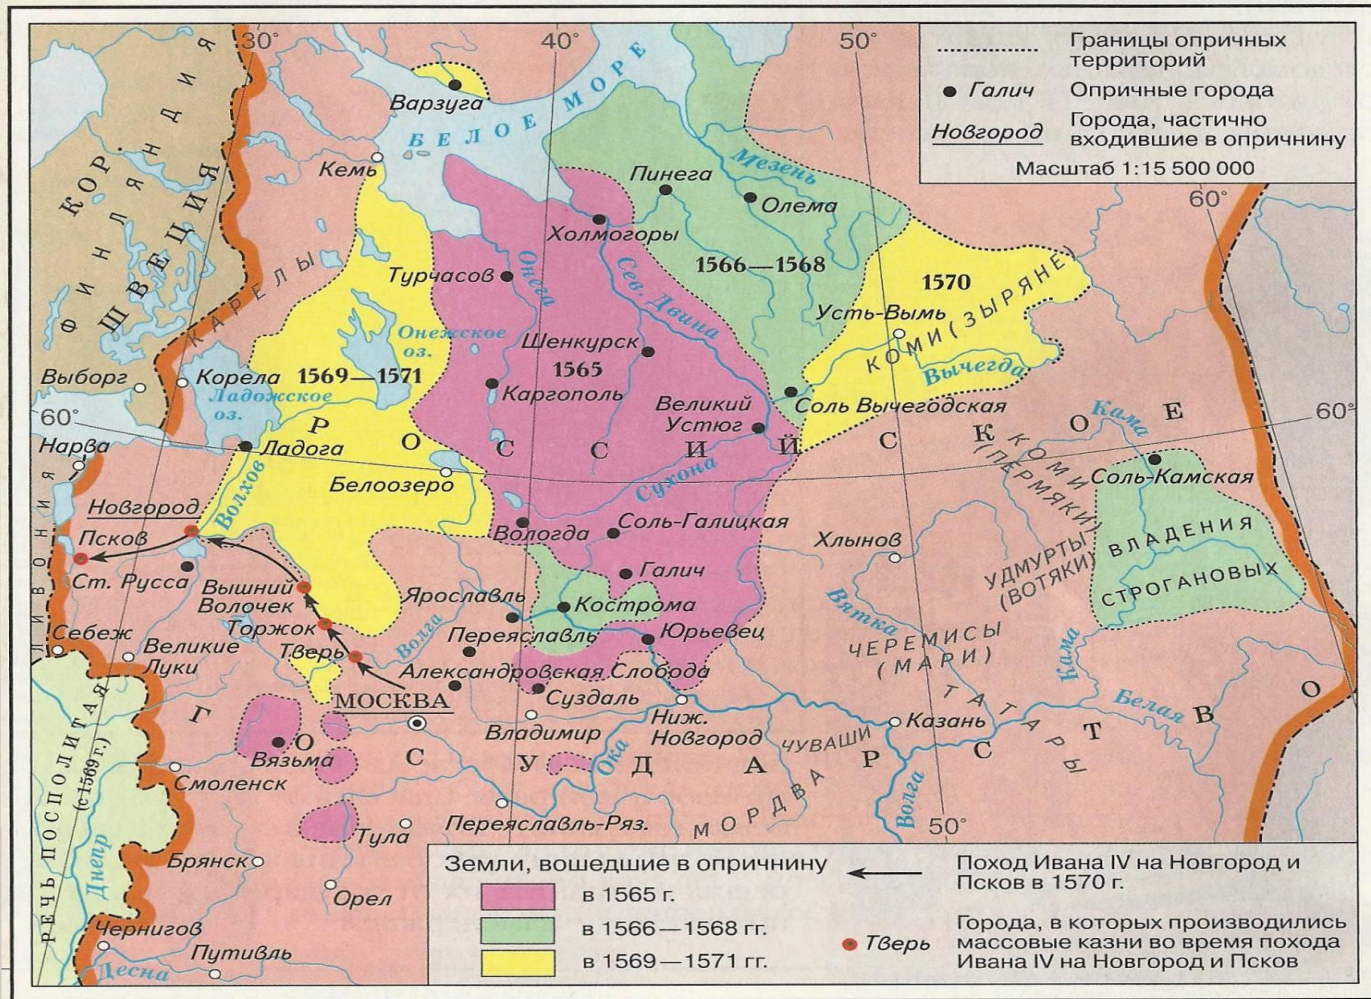 30°
40°
50°
Границы опричных
территорий
Галич
Опричные города
Новгород
Города, частично
входившие в опричнину
Масштаб 1:15 500 000
60°
КОР.
ШВЕЦИЯ
ФИНЛЯНДИЯ
Варзуга
БЕЛОЕ МОРЕ
Кемь
Пинега
Мезень
Олема
Холмогоры
1566—1568
КАРЕЛЫ
Турчасов
Онега
Сев. Двина
1570
Усть-Вымь
КОМИ (ЗЫРЯНЕ)
Вычегда
Онежское
оз.
Шенкурск
1565
Каргополь
1569—1571
Выборг
Корела
Ладожское
оз.
Великий
Устюг
Соль Вычегодская
Кама
60°
60°
РОССИЙСКОЕ
Нарва
Ладога
Волхов
Белоозеро
Сухона
КОМИ
(ПЕРМЯКИ)
Соль-Камская
ЛИВОНИЯ
Новгород
Псков
Ст. Русса
Вологда
Соль-Галицкая
Хлынов
УДМУРТЫ
(ВОТЯКИ)
ВЛАДЕНИЯ
СТРОГАНОВЫХ
Вышний
Волочек
Торжок
Тверь
Ярославль
Галич
Кострома
Вятка
Себеж
Великие
Луки
Волга
Переяславль
Юрьевец
ЧЕРЕМИСЫ
(МАРИ)
Кама
Александровская Слобода
МОСКВА
Суздаль
Владимир
Ниж.
Новгород
Казань
ТАТАРЫ
Белая
ГОСУДАРСТВО
Вязьма
Смоленск
Ока
ЧУВАШИ
МОРДВА
Волга
РЕЧЬ ПОСПОЛИТАЯ
(с 1569 г.)
Днепр
Тула
Переяславль-Ряз.
50°
Брянск
Орел
Чернигов
Путивль
Десна
Земли, вошедшие в опричнину
в 1565 г.
в 1566—1568 гг.
в 1569—1571 гг.
Поход Ивана IV на Новгород и
Псков в 1570 г.
Тверь
Города, в которых производились
массовые казни во время похода
Ивана IV на Новгород и Псков